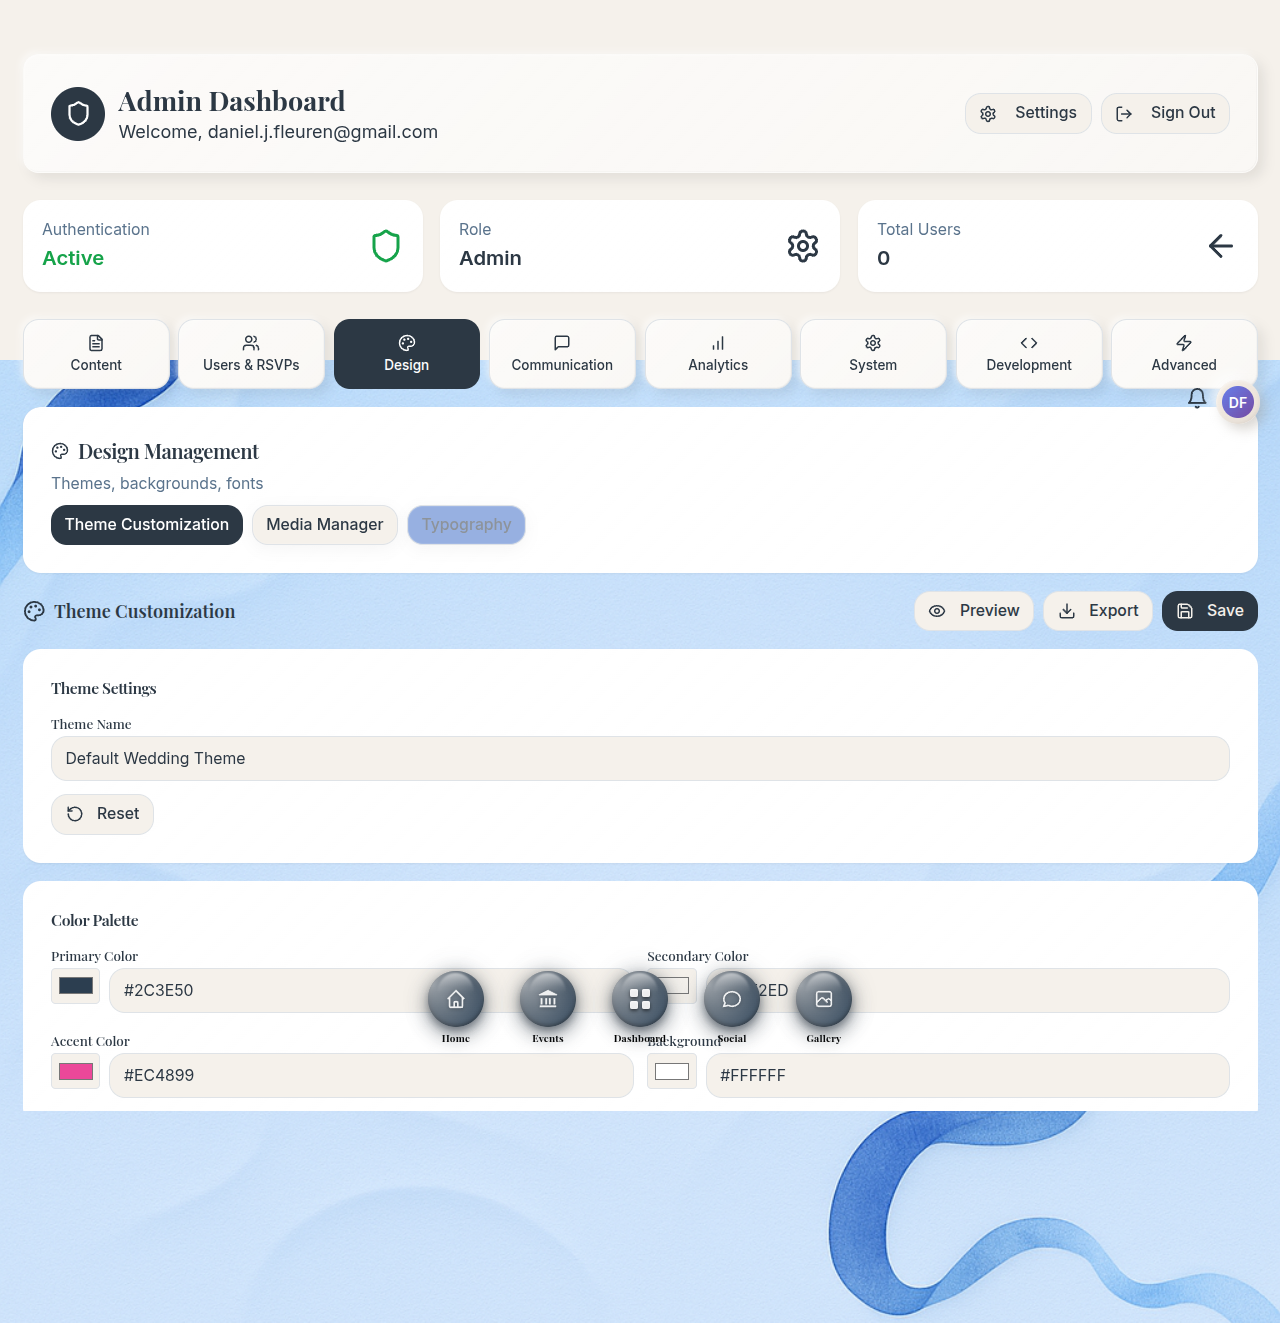 Admin Dashboard
Welcome, daniel.j.fleuren@gmail.com
Settings
Sign Out
Authentication
Active
Role
Admin
Total Users
0
Content
Users & RSVPs
Design
Communication
Analytics
System
Development
Advanced
DF
Design Management
Themes, backgrounds, fonts
Theme Customization
Media Manager
Typography
Theme Customization
Preview
Export
Save
Theme Settings
Theme Name
Default Wedding Theme
Reset
Color Palette
Primary Color
Secondary Color
#2C3E50
2ED
Home
Events
Dashboard
Social
Gallery
Accent Color
Background
#EC4899
#FFFFFF